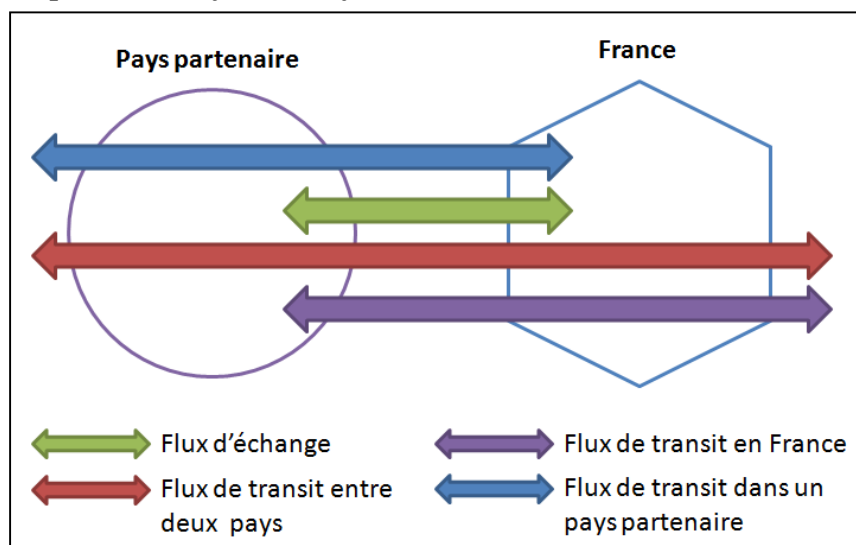 Pays partenaire
France
Flux d'échange
Flux de transit entre
deux pays
Flux de transit en France
Flux de transit dans un
pays partenaire